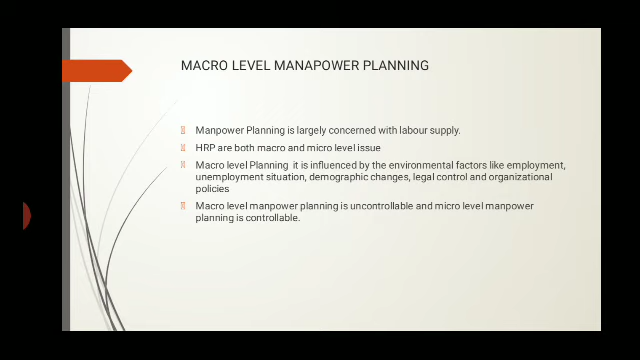 MACRO LEVEL MANAPOWER PLANNING
Manpower Planning is largely concerned with labour supply.
HRP are both macro and micro level issue
Macro level Planning it is influenced by the environmental factors like employment,
unemployment situation, demographic changes, legal control and organizational
policies
Macro level manpower planning is uncontrollable and micro level manpower
planning is controllable.